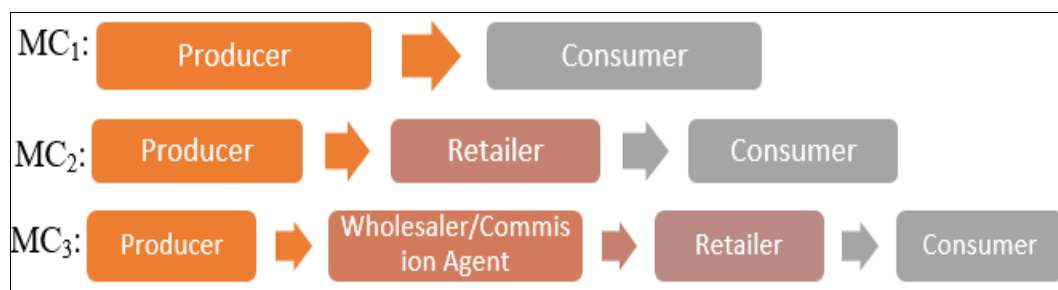 MC₁: Producer Consumer
MC₂: Producer Retailer Consumer
MC₃: Producer Wholesaler/Commis Retailer Consumer
ion Agent